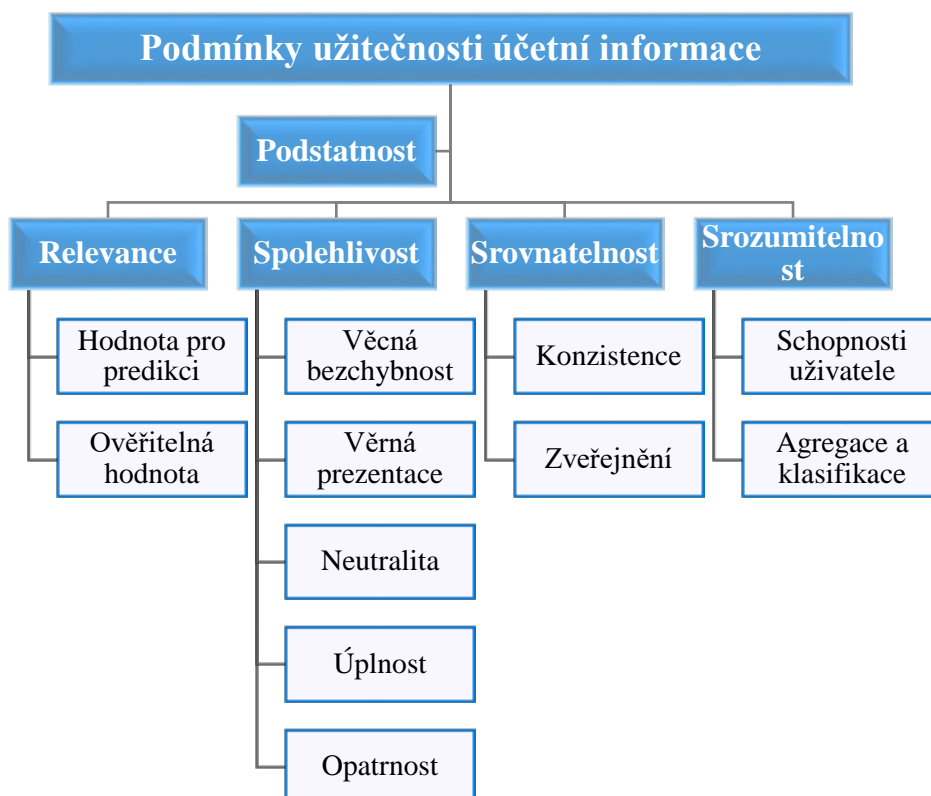 Podmínky užitečnosti účetní informace
Podstatnost
Relevance
Hodnota pro
predikci
Ověřitelná
hodnota
Spolehlivost
Věcná
bezchybnost
Věrná
prezentace
Neutralita
Úplnost
Opatrnost
Srovnatelnost
Konzistence
Zveřejnění
Srozumitelno
st
Schopnosti
uživatele
Agregace a
klasifikace